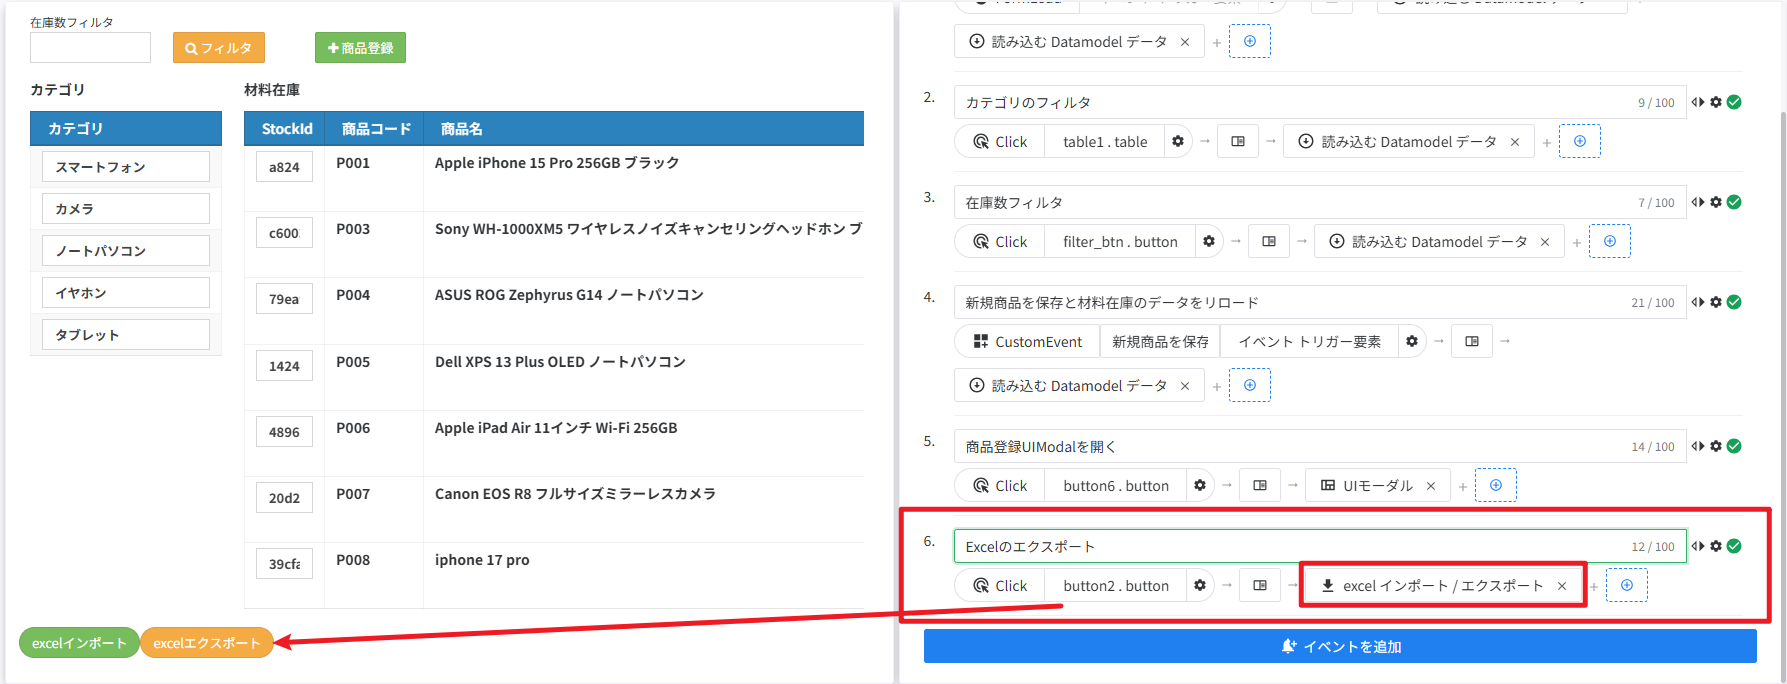 在庫数フィルタ
フィルタ
商品登録
カテゴリ
材料在庫
カテゴリ
スマートフォン
カメラ
ノートパソコン
イヤホン
タブレット
StockId 商品コード 商品名
a824 P001 Apple iPhone 15 Pro 256GB ブラック
c600 P003 Sony WH-1000XM5 ワイヤレスノイズキャンセリングヘッドホン ブ
79ea P004 ASUS ROG Zephyrus G14 ノートパソコン
1424 P005 Dell XPS 13 Plus OLED ノートパソコン
4896 P006 Apple iPad Air 11インチ Wi-Fi 256GB
20d2 P007 Canon EOS R8 フルサイズミラーレスカメラ
39cfa P008 iphone 17 pro
excelインポート excelエクスポート
読み込む Datamodel データ
2. カテゴリのフィルタ 9 / 100
Click table1 . table 読み込む Datamodel データ
3. 在庫数フィルタ 7 / 100
Click filter_btn . button 読み込む Datamodel データ
4. 新規商品を保存と材料在庫のデータをリロード 21 / 100
CustomEvent 新規商品を保存 イベント トリガー要素
読み込む Datamodel データ
5. 商品登録UIModalを開く 14 / 100
Click button6 . button UIモーダル
6. Excelのエクスポート 12 / 100
Click button2 . button excel インポート / エクスポート
イベントを追加